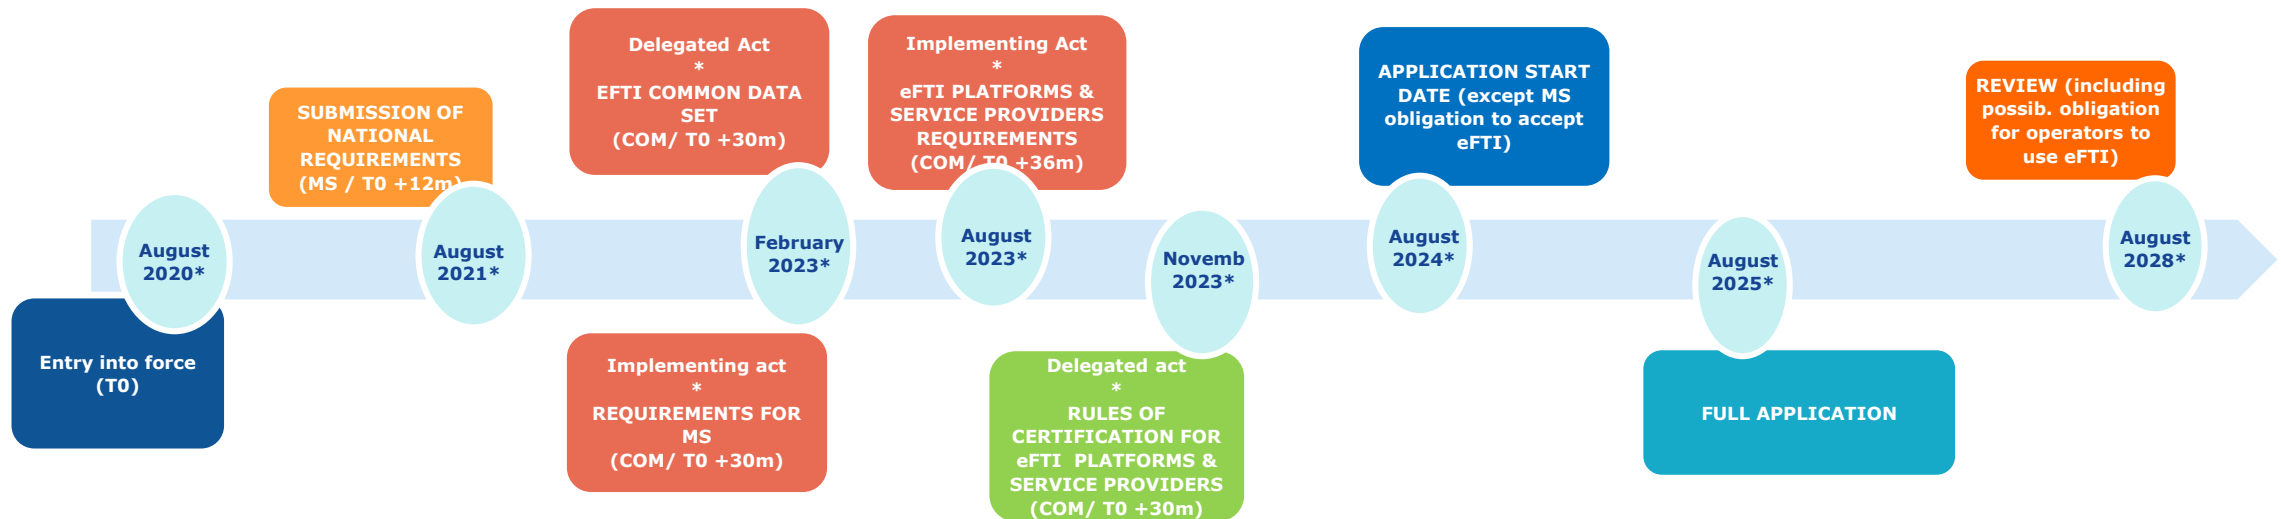 Entry into force
(T0)
August
2020*
SUBMISSION OF
NATIONAL
REQUIREMENTS
(MS / T0 +12m)
August
2021*
Delegated Act
*
EFTI COMMON DATA
SET
(COM/ T0 +30m)
February
2023*
Implementing act
*
REQUIREMENTS FOR
MS
(COM/ T0 +30m)
Implementing Act
*
eFTI PLATFORMS &
SERVICE PROVIDERS
REQUIREMENTS
(COM/ T0 +36m)
August
2023*
Novemb
2023*
Delegated act
*
RULES OF
CERTIFICATION FOR
eFTI PLATFORMS &
SERVICE PROVIDERS
(COM/ T0 +30m)
APPLICATION START
DATE (except MS
obligation to accept
eFTI)
August
2024*
August
2025*
FULL APPLICATION
REVIEW (including
possib. obligation
for operators to
use eFTI)
August
2028*